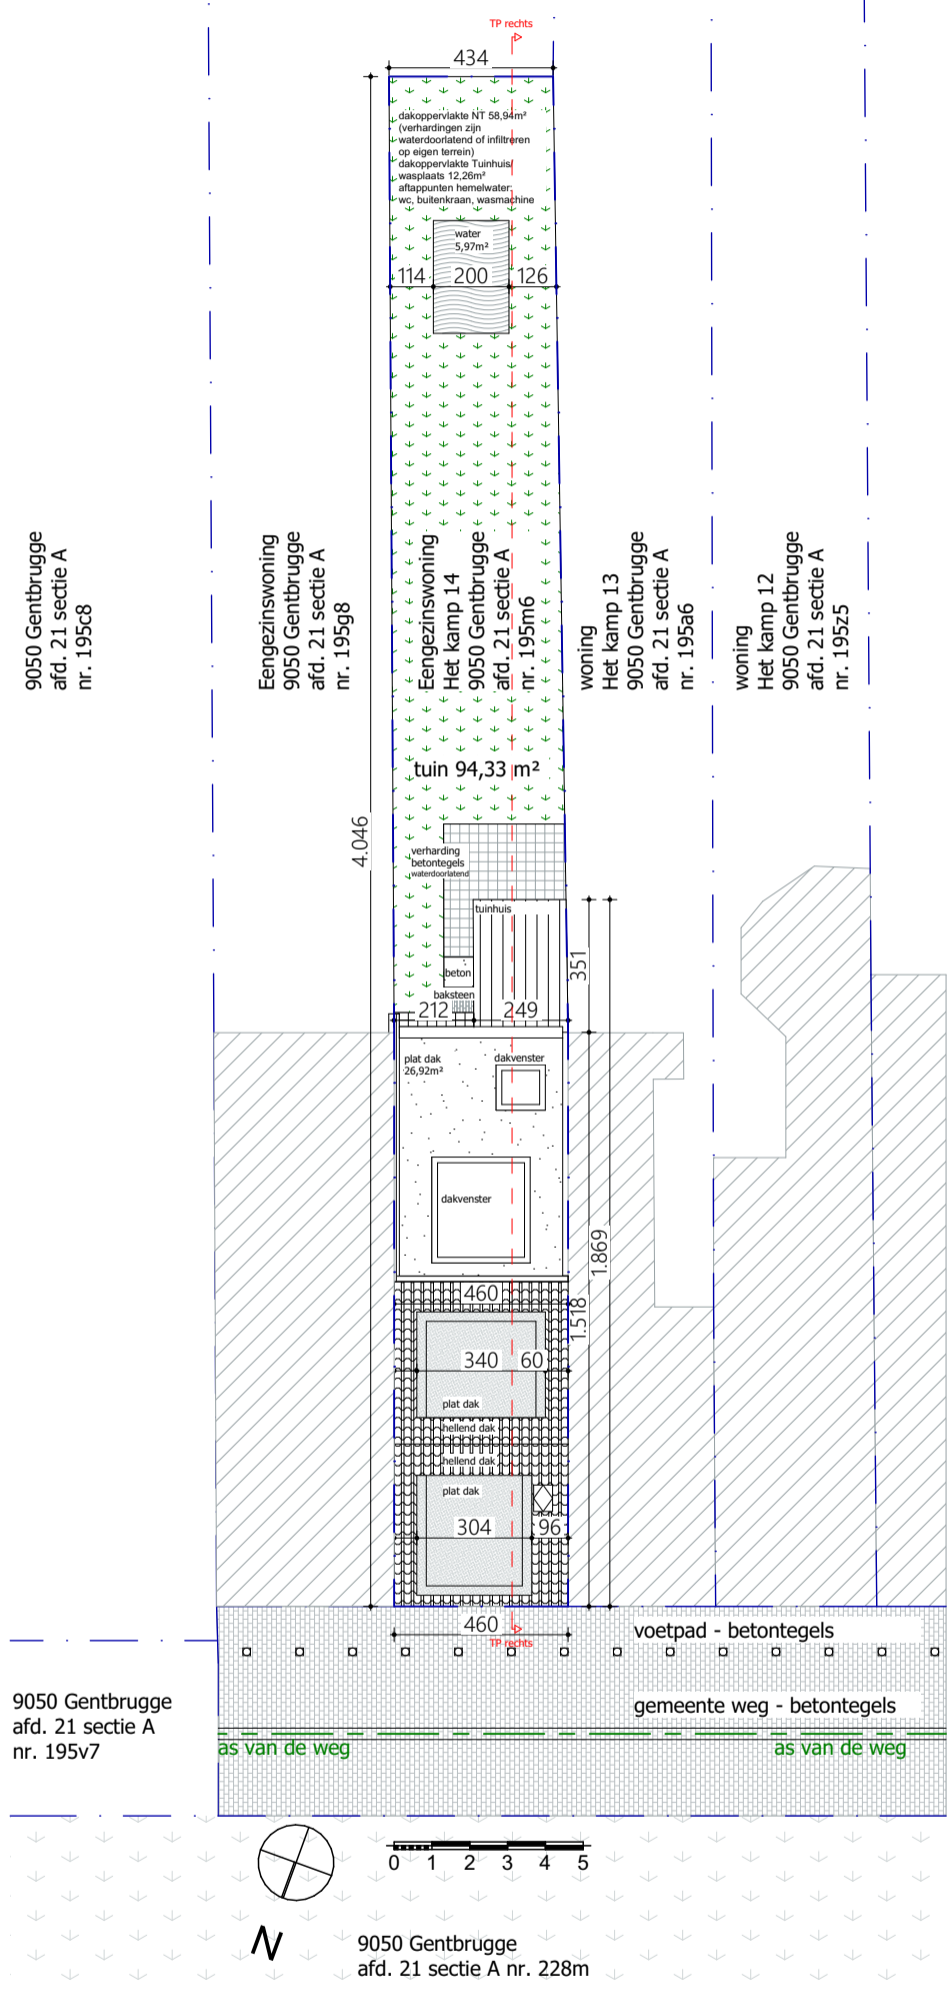 TP rechts
434
dakoppervlakte NT 58,94m²
(verhardingen zijn
waterdoorlatend of infiltreren
op eigen terrein)
dakoppervlakte Tuinhuis/
wasplaats 12,26m²
aftappunten hemelwater:
wc, buitenkraan, wasmachine
water
5,97m²
114 200 126
9050 Gentbrugge
afd. 21 sectie A
nr. 195c8
Eengezinswoning
9050 Gentbrugge
afd. 21 sectie A
nr. 195g8
Eengezinswoning
Het kamp 14
9050 Gentbrugge
afd. 21 sectie A
nr. 195m6
woning
Het kamp 13
9050 Gentbrugge
afd. 21 sectie A
nr. 195a6
woning
Het kamp 12
9050 Gentbrugge
afd. 21 sectie A
nr. 195z5
tuin 94,33 m²
4.046
verharding
betontegels
waterdoorlatend
tuinhuis
351
beton
baksteen
212 249
plat dak
26,92m²
dakvenster
dakvenster
1.869
460
1.518
340 60
plat dak
hellend dak
hellend dak
plat dak
304 96
460
TP rechts
voetpad - betontegels
9050 Gentbrugge
afd. 21 sectie A
nr. 195v7
gemeente weg - betontegels
as van de weg
as van de weg
0 1 2 3 4 5
N
9050 Gentbrugge
afd. 21 sectie A nr. 228m